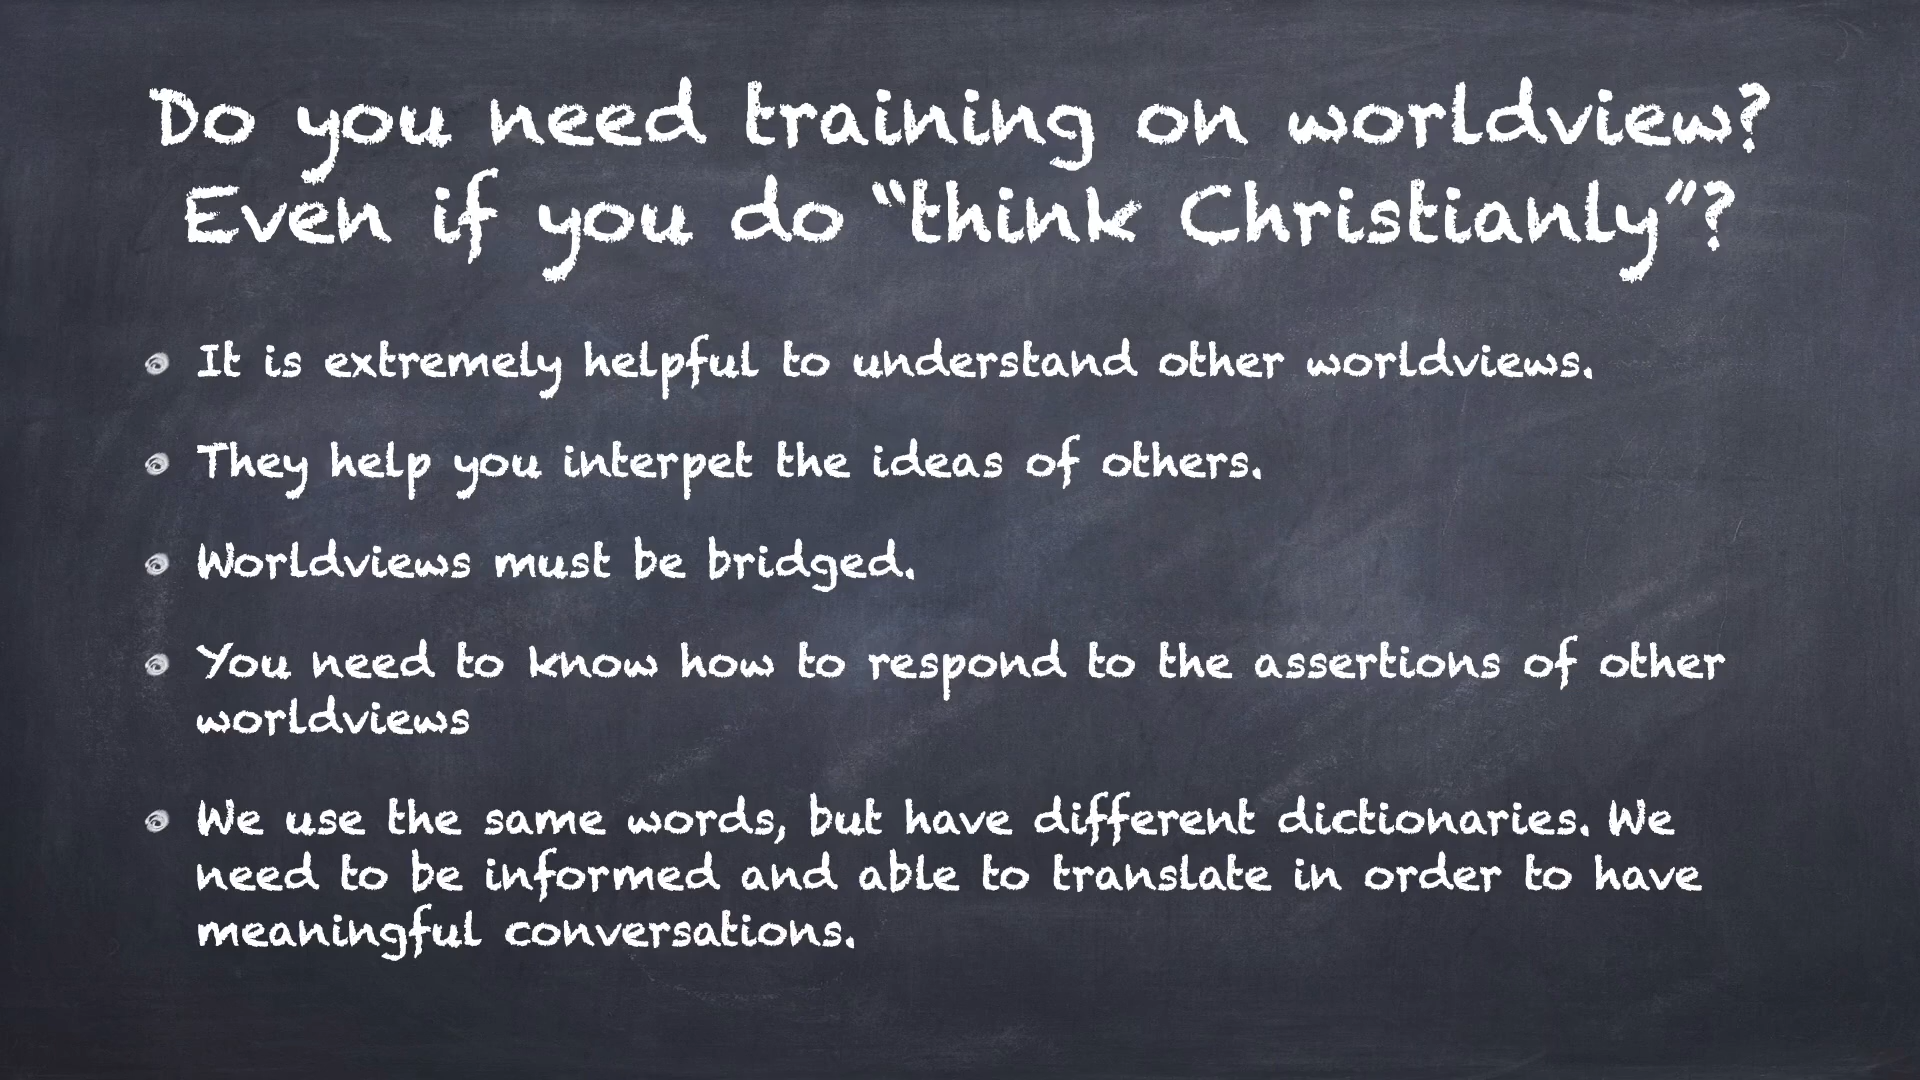 Do you need training on worldview?
Even if you do “think Christianly”?
It is extremely helpful to understand other worldviews.
They help you interpet the ideas of others.
Worldviews must be bridged.
You need to know how to respond to the assertions of other
worldviews
We use the same words, but have different dictionaries. We
need to be informed and able to translate in order to have
meaningful conversations.